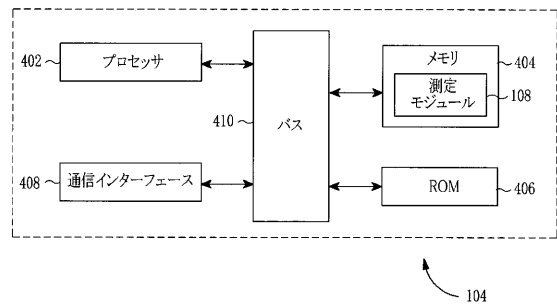 402
プロセッサ
410
バス
メモリ
404
測定
モジュール
108
408
通信インターフェース
ROM
406
104